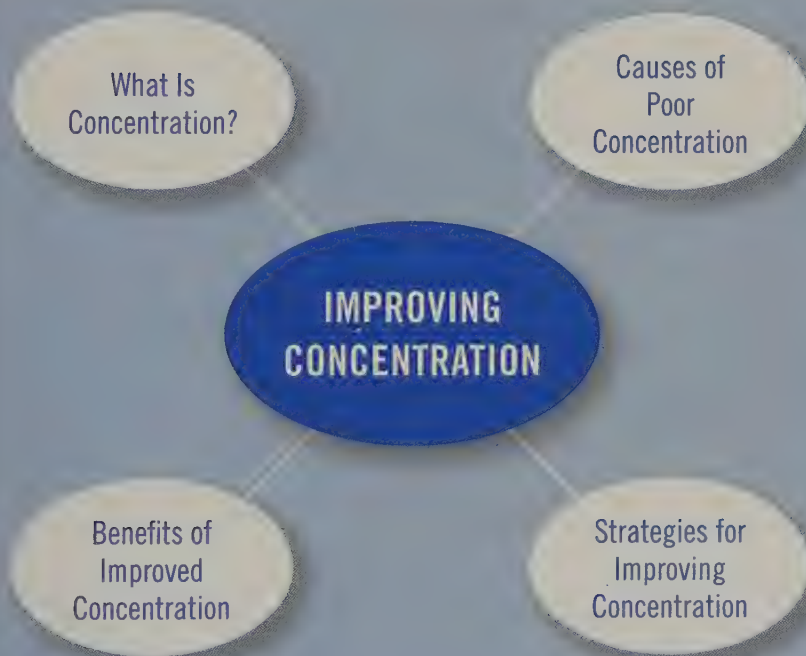 What Is
Concentration?
Causes of
Poor
Concentration
IMPROVING
CONCENTRATION
Benefits of
Improved
Concentration
Strategies for
Improving
Concentration